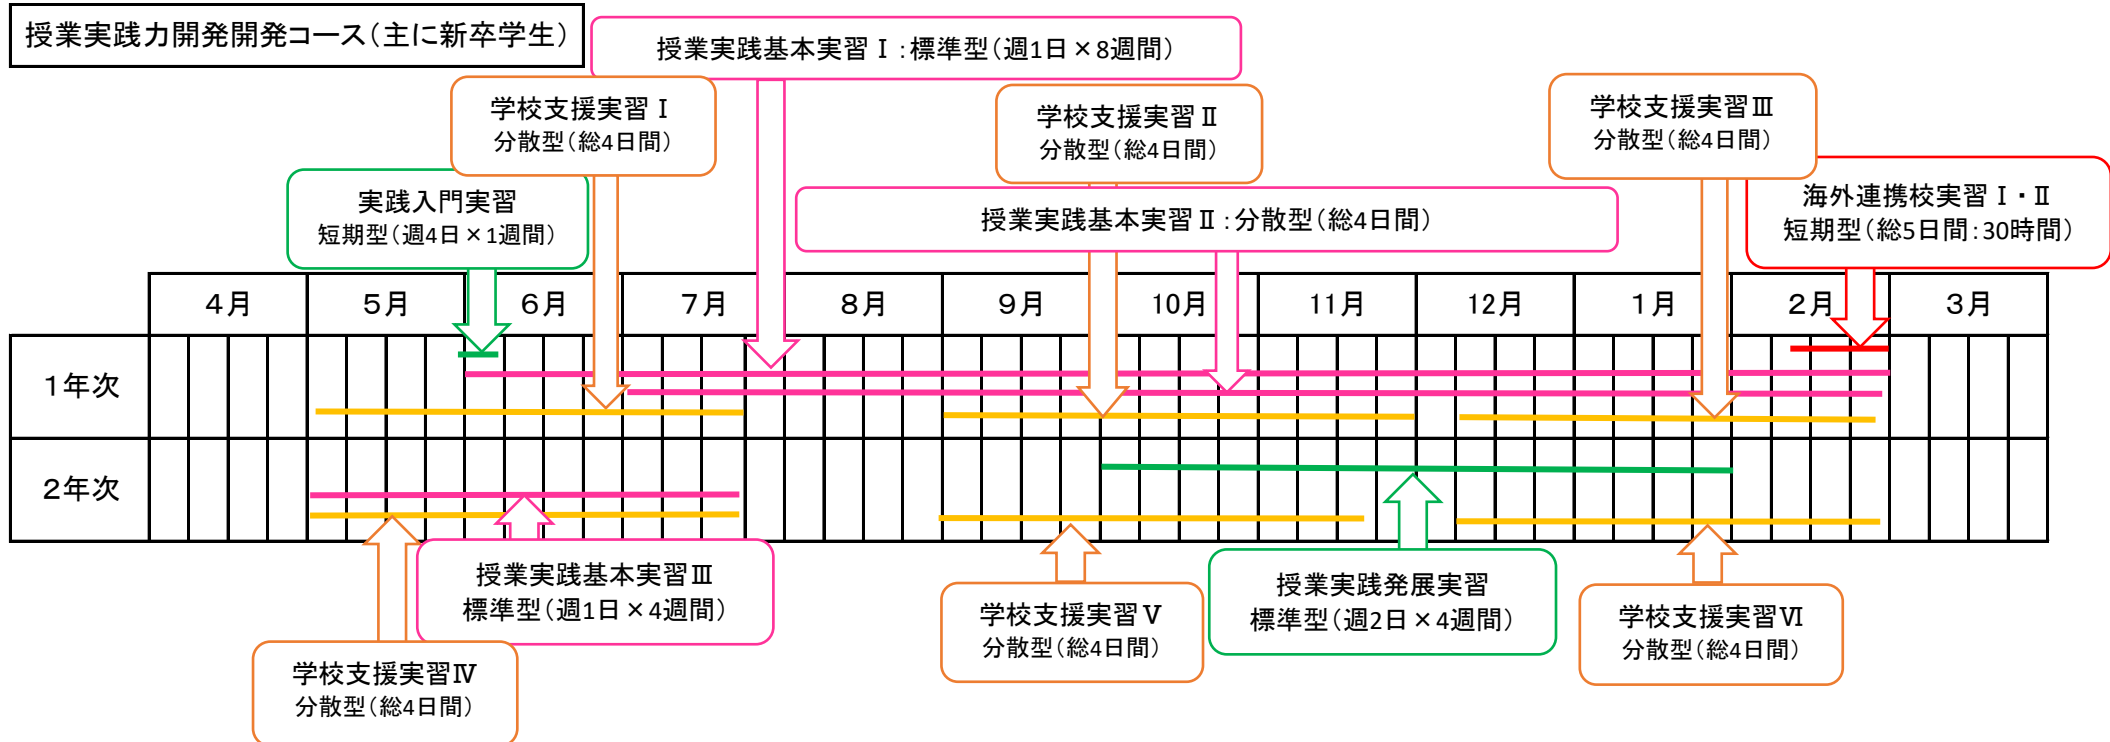 授業実践力開発開発コース（主に新卒学生）
授業実践基本実習Ⅰ：標準型（週1日×8週間）
学校支援実習Ⅰ
分散型（総4日間）
学校支援実習Ⅱ
分散型（総4日間）
学校支援実習Ⅲ
分散型（総4日間）
実践入門実習
短期型（週4日×1週間）
授業実践基本実習Ⅱ：分散型（総4日間）
海外連携校実習Ⅰ・Ⅱ
短期型（総5日間：30時間）
4月 5月 6月 7月 8月 9月 10月 11月 12月 1月 2月 3月
1年次
2年次
授業実践基本実習Ⅲ
標準型（週1日×4週間）
学校支援実習Ⅴ
分散型（総4日間）
授業実践発展実習
標準型（週2日×4週間）
学校支援実習Ⅵ
分散型（総4日間）
学校支援実習Ⅳ
分散型（総4日間）